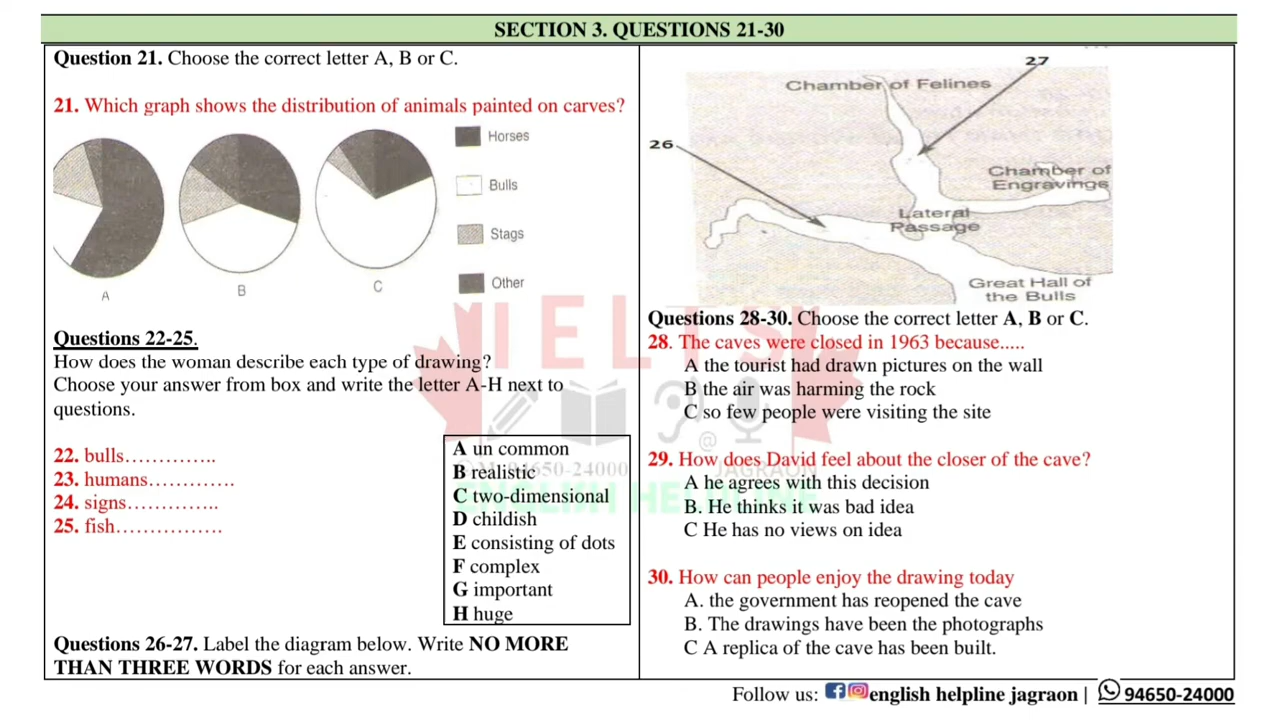 SECTION 3. QUESTIONS 21-30
Question 21. Choose the correct letter A, B or C.
21. Which graph shows the distribution of animals painted on carves?
Horses
Bulls
Stags
Other
A
B
C
Questions 22-25.
How does the woman describe each type of drawing?
Choose your answer from box and write the letter A-H next to
questions.
22. bulls…………..
23. humans………….
24. signs…………..
25. fish…………….
A un common
B realistic
C two-dimensional
D childish
E consisting of dots
F complex
G important
H huge
Questions 26-27. Label the diagram below. Write NO MORE
THAN THREE WORDS for each answer.
27
Chamber of Felines
26
Chamber of
Engravings
Lateral
Passage
Great Hall of
the Bulls
Questions 28-30. Choose the correct letter A, B or C.
28. The caves were closed in 1963 because.....
A the tourist had drawn pictures on the wall
B the air was harming the rock
C so few people were visiting the site
29. How does David feel about the closer of the cave?
A he agrees with this decision
B. He thinks it was bad idea
C He has no views on idea
30. How can people enjoy the drawing today
A. the government has reopened the cave
B. The drawings have been the photographs
C A replica of the cave has been built.
IELTS
@
94650-24000
JAGRAON
ENGLISH HELPLINE
Follow us: english helpline jagraon | 94650-24000